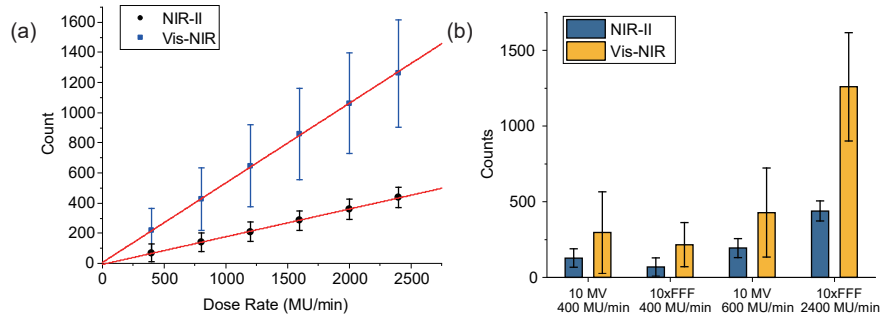 (a)
NIR-II
Vis-NIR
1600
1400
1200
1000
800
600
400
200
0
Count
0 500 1000 1500 2000 2500
Dose Rate (MU/min)
(b)
NIR-II
Vis-NIR
1500
1000
500
0
Counts
10 MV 10xFFF 10 MV 10xFFF
400 MU/min 400 MU/min 600 MU/min 2400 MU/min